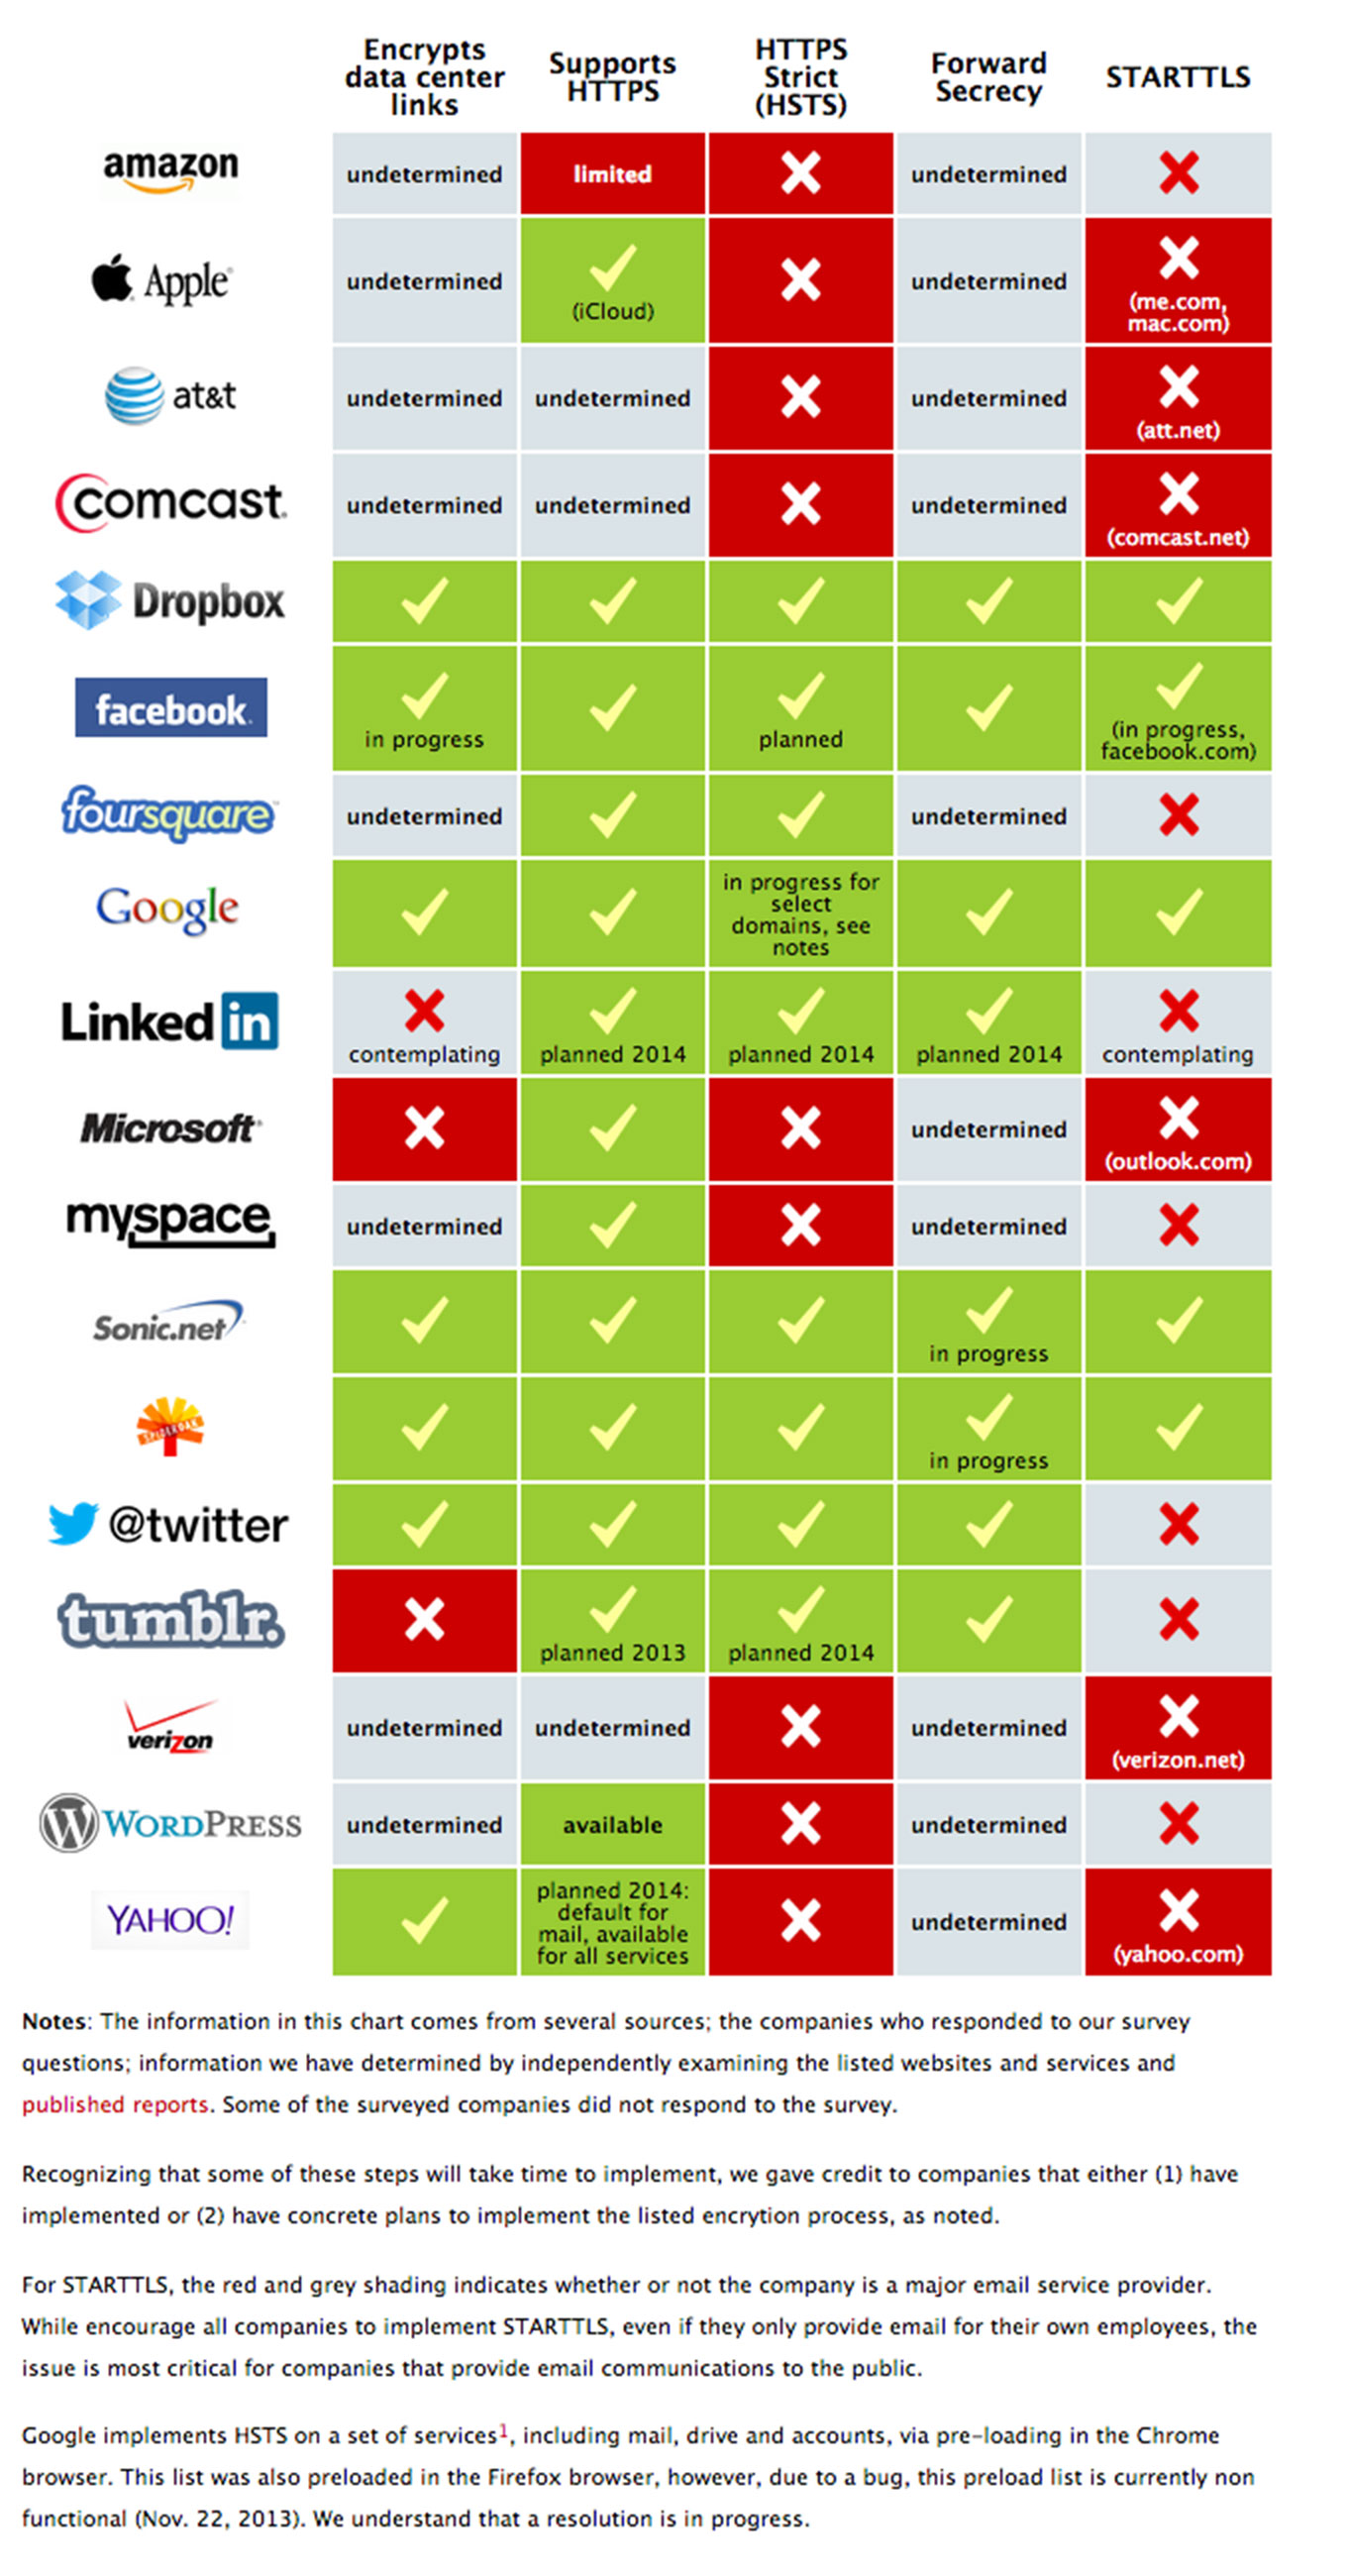 Encrypts
data center
links
Supports
HTTPS
HTTPS
Strict
(HSTS)
Forward
Secrecy
STARTTLS
amazon
undetermined
limited
undetermined
Apple
undetermined
(iCloud)
undetermined
(me.com,
mac.com)
at&t
undetermined
undetermined
undetermined
(att.net)
comcast.
undetermined
undetermined
undetermined
(comcast.net)
Dropbox
facebook.
in progress
planned
(in progress,
facebook.com)
foursquare
undetermined
undetermined
Google
in progress for
select
domains, see
notes
Linked in
contemplating
planned 2014
planned 2014
planned 2014
contemplating
Microsoft
undetermined
(outlook.com)
myspace
undetermined
undetermined
Sonic.net
in progress
SPIDEROAK
in progress
@twitter
tumblr.
planned 2013
planned 2014
verizon
undetermined
undetermined
undetermined
(verizon.net)
W WORDPRESS
undetermined
available
undetermined
YAHOO!
planned 2014:
default for
mail, available
for all services
undetermined
(yahoo.com)
Notes: The information in this chart comes from several sources; the companies who responded to our survey
questions; information we have determined by independently examining the listed websites and services and
published reports. Some of the surveyed companies did not respond to the survey.
Recognizing that some of these steps will take time to implement, we gave credit to companies that either (1) have
implemented or (2) have concrete plans to implement the listed encrytion process, as noted.
For STARTTLS, the red and grey shading indicates whether or not the company is a major email service provider.
While encourage all companies to implement STARTTLS, even if they only provide email for their own employees, the
issue is most critical for companies that provide email communications to the public.
Google implements HSTS on a set of services1, including mail, drive and accounts, via pre-loading in the Chrome
browser. This list was also preloaded in the Firefox browser, however, due to a bug, this preload list is currently non
functional (Nov. 22, 2013). We understand that a resolution is in progress.